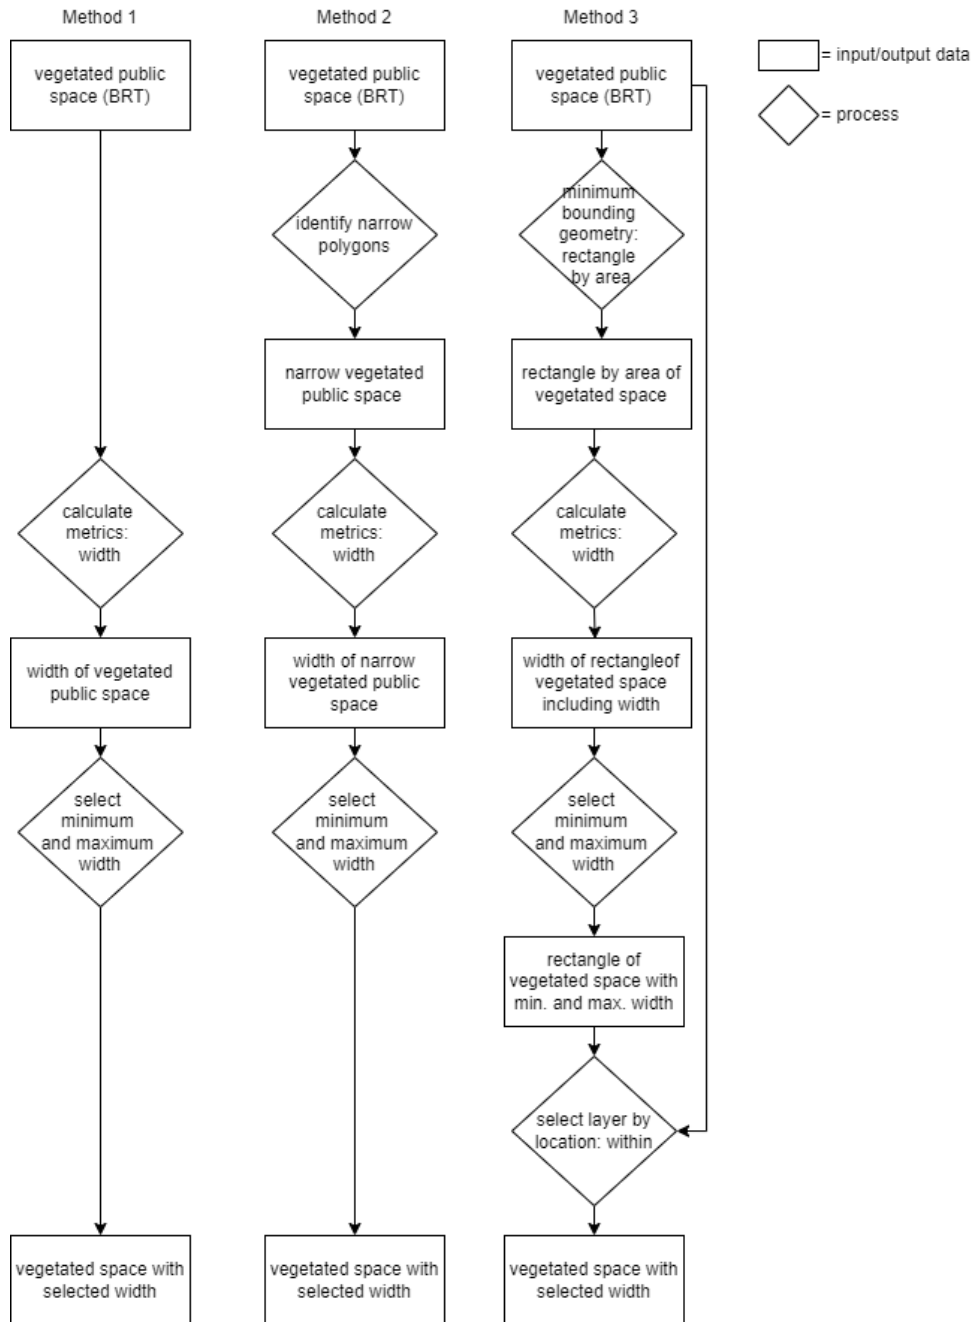 Method 1
vegetated public
space (BRT)
calculate
metrics:
width
width of vegetated
public space
select
minimum
and maximum
width
vegetated space with
selected width
Method 2
vegetated public
space (BRT)
identify narrow
polygons
narrow vegetated
public space
calculate
metrics:
width
width of narrow
vegetated public
space
select
minimum
and maximum
width
vegetated space with
selected width
Method 3
vegetated public
space (BRT)
minimum
bounding
geometry:
rectangle
by area
rectangle by area of
vegetated space
calculate
metrics:
width
width of rectangleof
vegetated space
including width
select
minimum
and maximum
width
rectangle of
vegetated space with
min. and max. width
select layer by
location: within
vegetated space with
selected width
= input/output data
= process